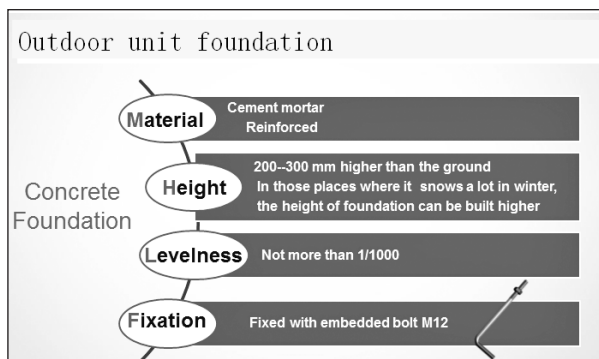 Outdoor unit foundation
Concrete
Foundation
Material
Cement mortar
Reinforced
Height
200--300 mm higher than the ground
In those places where it snows a lot in winter,
the height of foundation can be built higher
Levelness
Not more than 1/1000
Fixation
Fixed with embedded bolt M12